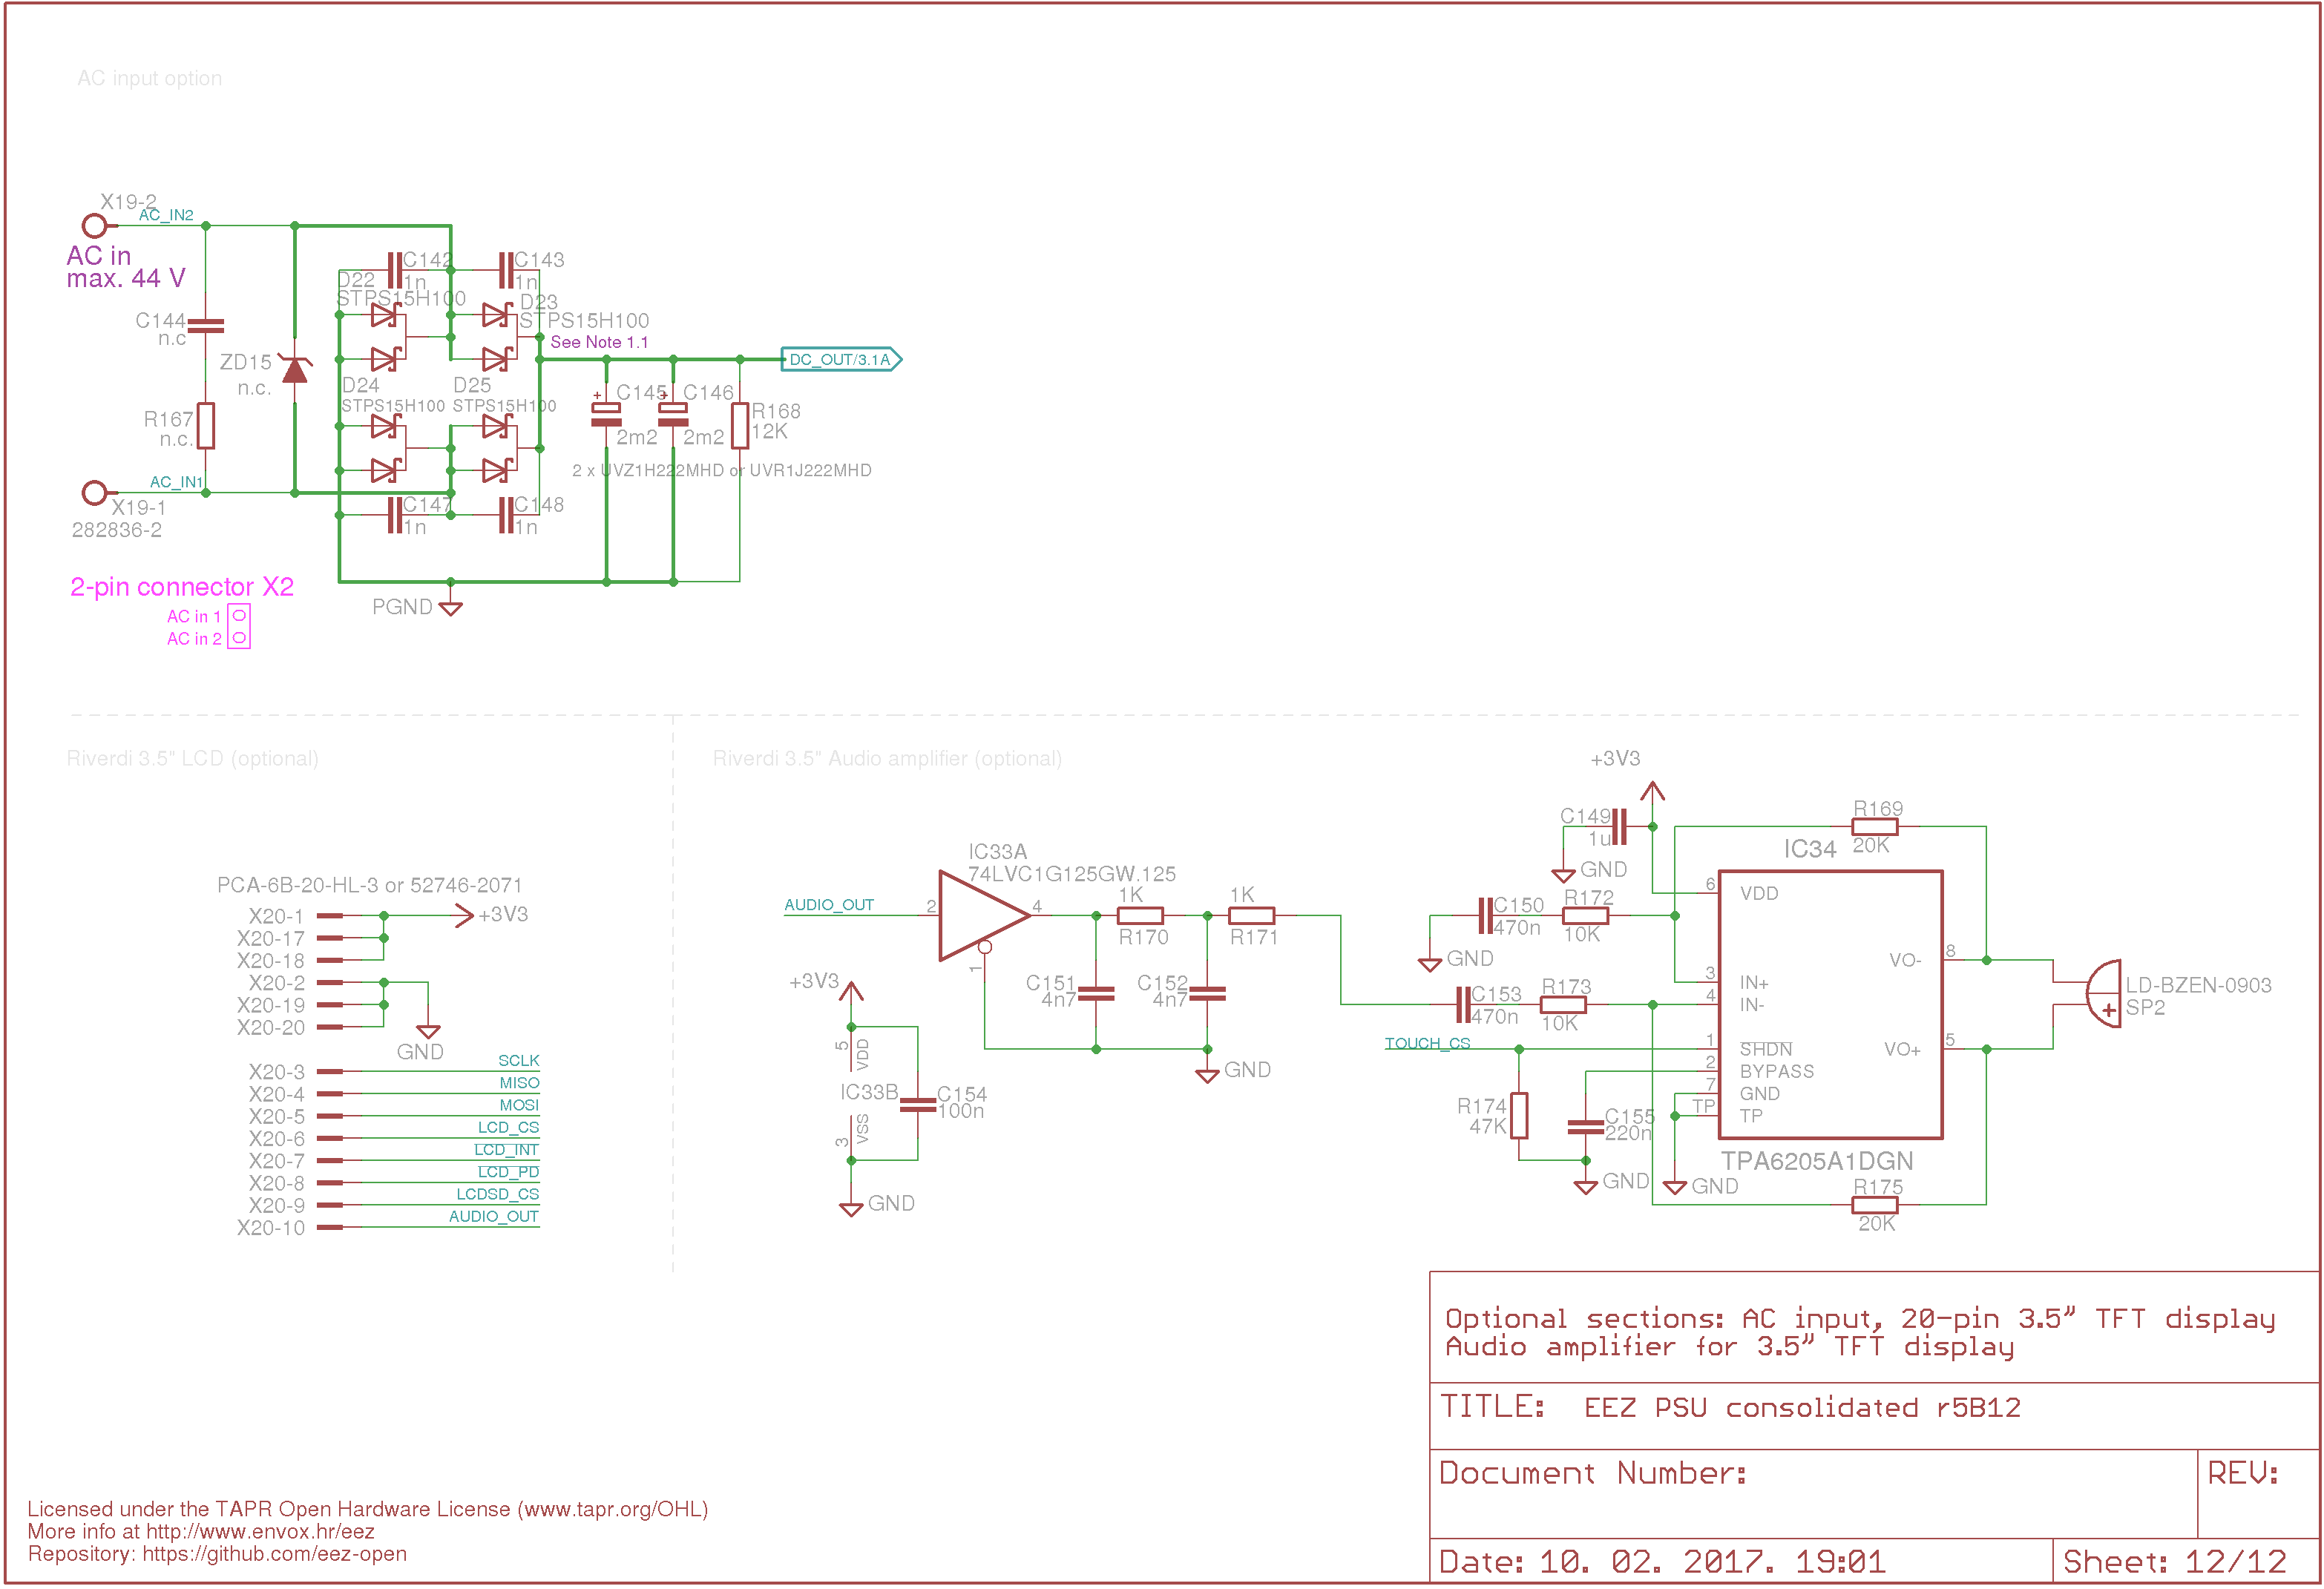 AC input option
X19-2
AC_IN2
AC in
max. 44 V
C142
1n
C143
1n
D22
STPS15H100
D23
STPS15H100
See Note 1.1
C144
n.c
ZD15
n.c.
DC_OUT/3.1A
D24
STPS15H100
D25
STPS15H100
+
C145
2m2
+
C146
2m2
R168
12K
R167
n.c.
2 x UVZ1H222MHD or UVR1J222MHD
AC_IN1
X19-1
282836-2
C147
1n
C148
1n
2-pin connector X2
AC in 1
AC in 2
PGND
Riverdi 3.5" LCD (optional)
PCA-6B-20-HL-3 or 52746-2071
X20-1
+3V3
X20-17
X20-18
X20-2
X20-19
X20-20
GND
X20-3 SCLK
X20-4 MISO
X20-5 MOSI
X20-6 LCD_CS
X20-7 LCD_INT
X20-8 LCD_PD
X20-9 LCDSD_CS
X20-10 AUDIO_OUT
Riverdi 3.5" Audio amplifier (optional)
IC33A
74LVC1G125GW.125
AUDIO_OUT
2
4
1
1K
R170
1K
R171
C151
4n7
C152
4n7
GND
+3V3
5
VDD
IC33B
C154
100n
3
VSS
GND
+3V3
C149
1u
GND
R169
20K
IC34
C150
470n
R172
10K
GND
C153
470n
R173
10K
TOUCH_CS
R174
47K
C155
220n
GND
GND
6 VDD
3 IN+
4 IN-
1 SHDN
2 BYPASS
7 GND
TP TP
VO- 8
VO+ 5
TPA6205A1DGN
R175
20K
LD-BZEN-0903
SP2
Optional sections: AC input, 20-pin 3.5" TFT display
Audio amplifier for 3.5" TFT display
TITLE: EEZ PSU consolidated r5B12
Document Number:
REV:
Date: 10. 02. 2017. 19:01
Sheet: 12/12
Licensed under the TAPR Open Hardware License (www.tapr.org/OHL)
More info at http://www.envox.hr/eez
Repository: https://github.com/eez-open